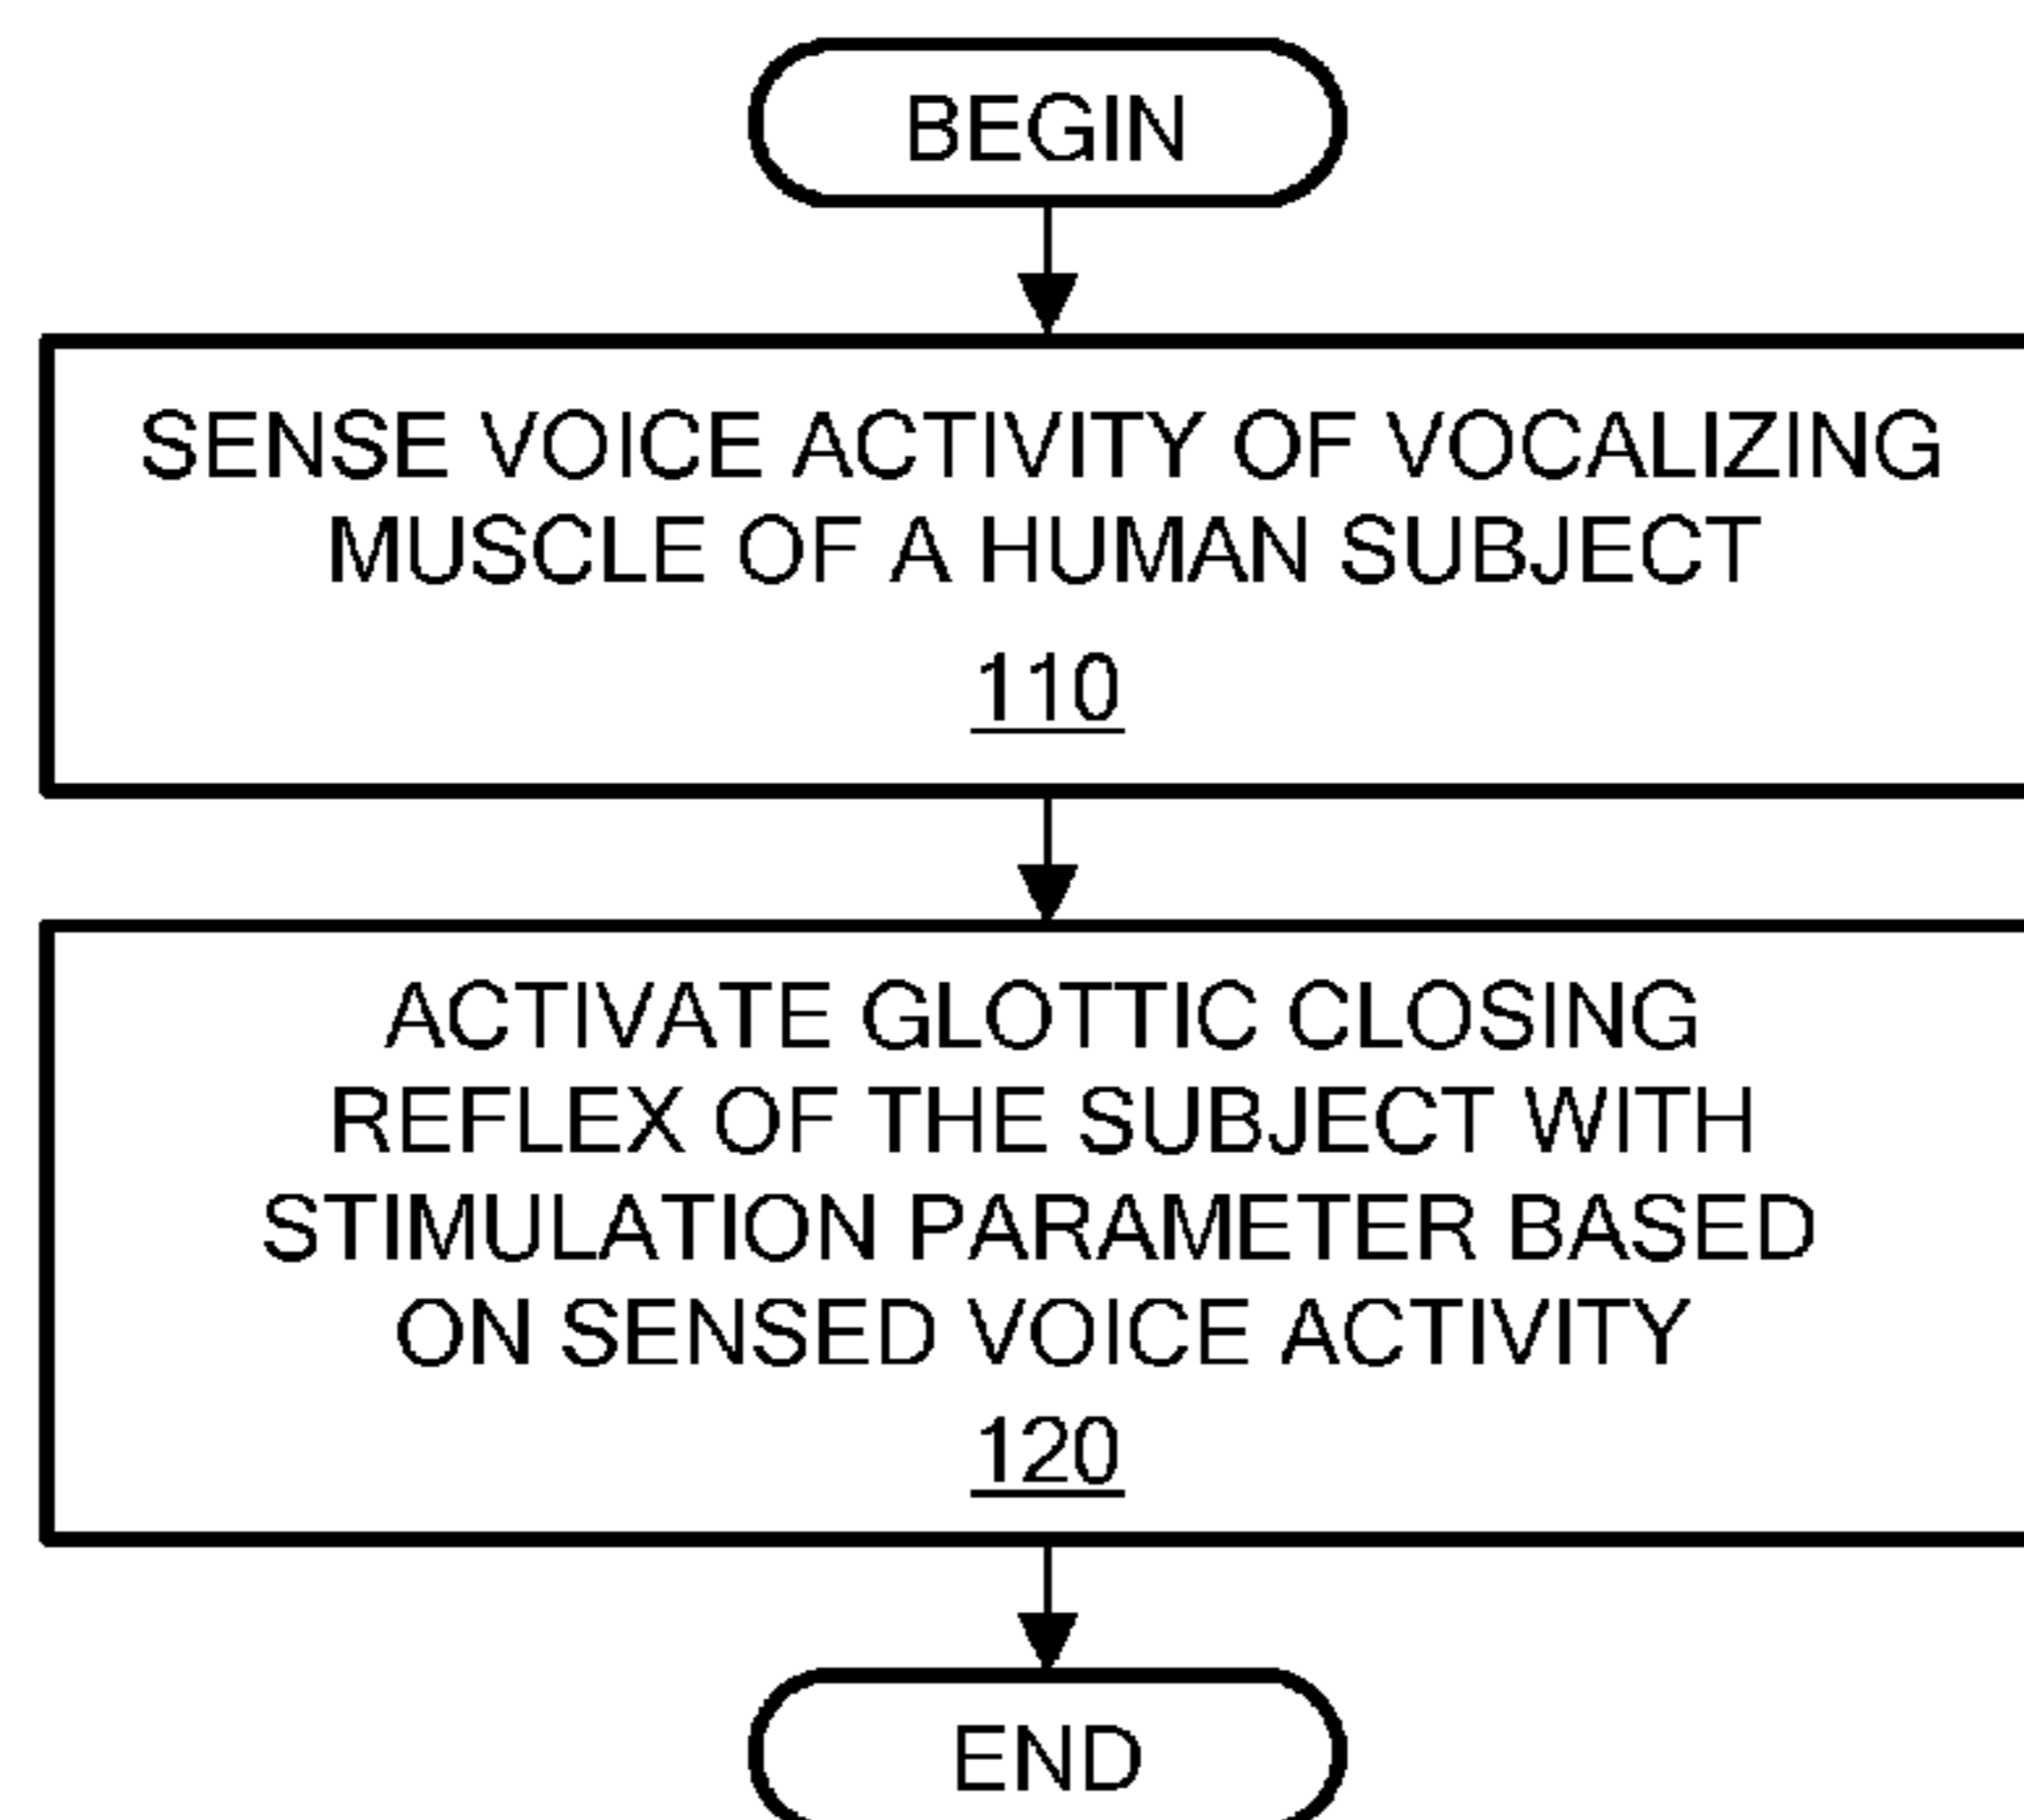 BEGIN
SENSE VOICE ACTIVITY OF VOCALIZING
MUSCLE OF A HUMAN SUBJECT
110
ACTIVATE GLOTTIC CLOSING
REFLEX OF THE SUBJECT WITH
STIMULATION PARAMETER BASED
ON SENSED VOICE ACTIVITY
120
END